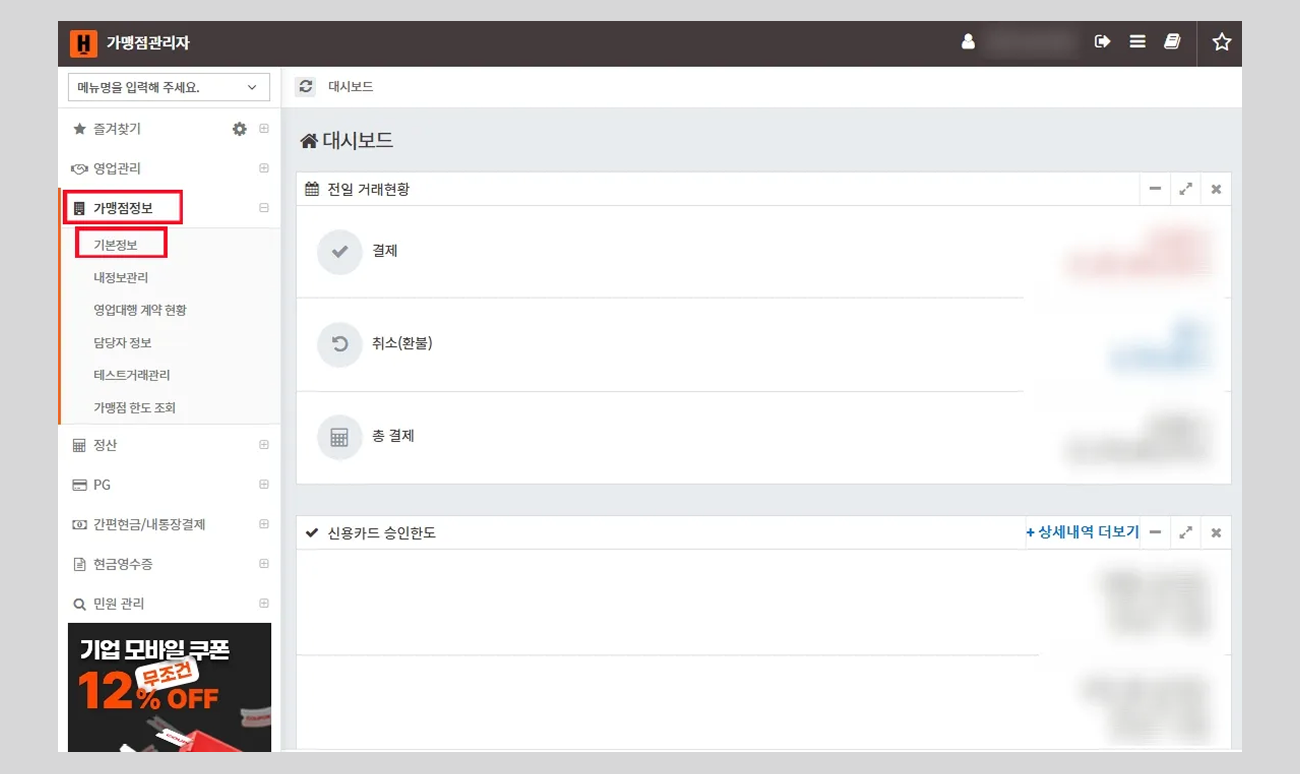 H 가맹점관리자
메뉴명을 입력해 주세요.
대시보드
즐겨찾기
영업관리
가맹점정보
기본정보
내정보관리
영업대행 계약 현황
담당자 정보
테스트거래관리
가맹점 한도 조회
정산
PG
간편현금/내통장결제
현금영수증
민원 관리
기업 모바일 쿠폰
무조건
12% OFF
COUPON
대시보드
전일 거래현황
결제
취소(환불)
총 결제
신용카드 승인한도
+ 상세내역 더보기